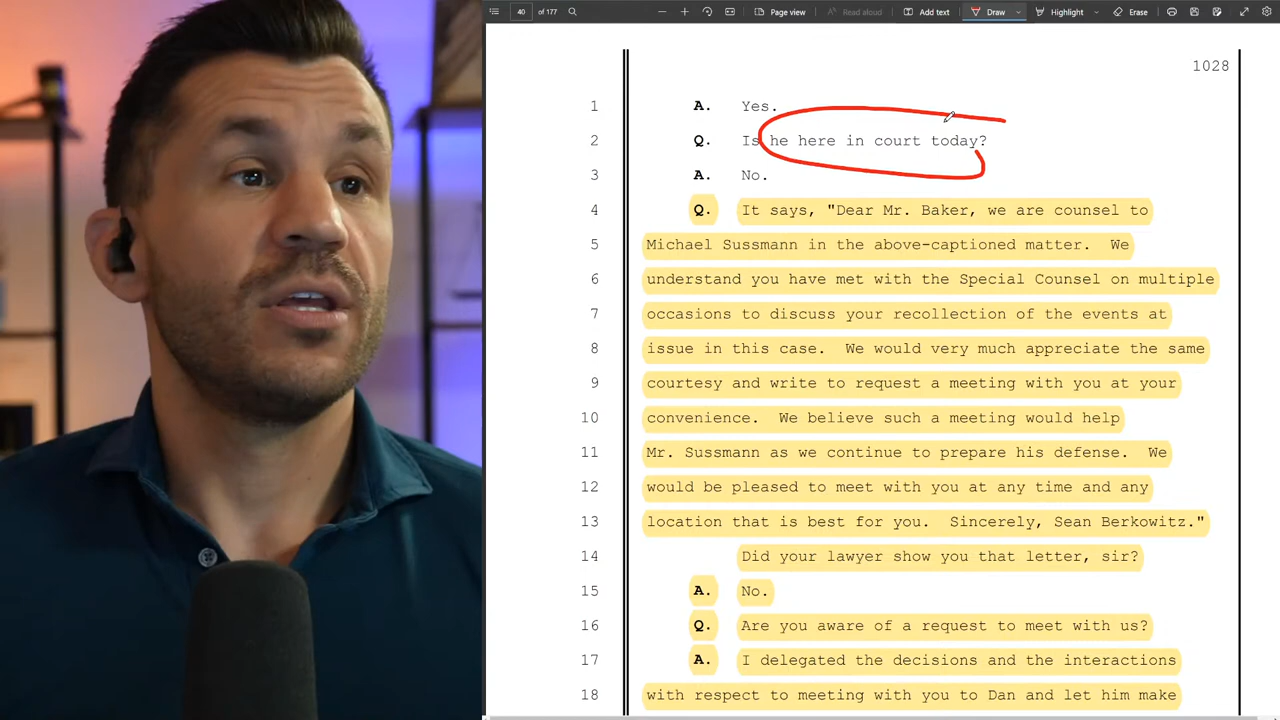 40 of 177 Page view Read aloud Add text Draw Highlight Erase
1028
1 A. Yes.
2 Q. Is he here in court today?
3 A. No.
4 Q. It says, "Dear Mr. Baker, we are counsel to
5 Michael Sussmann in the above-captioned matter. We
6 understand you have met with the Special Counsel on multiple
7 occasions to discuss your recollection of the events at
8 issue in this case. We would very much appreciate the same
9 courtesy and write to request a meeting with you at your
10 convenience. We believe such a meeting would help
11 Mr. Sussmann as we continue to prepare his defense. We
12 would be pleased to meet with you at any time and any
13 location that is best for you. Sincerely, Sean Berkowitz."
14 Did your lawyer show you that letter, sir?
15 A. No.
16 Q. Are you aware of a request to meet with us?
17 A. I delegated the decisions and the interactions
18 with respect to meeting with you to Dan and let him make